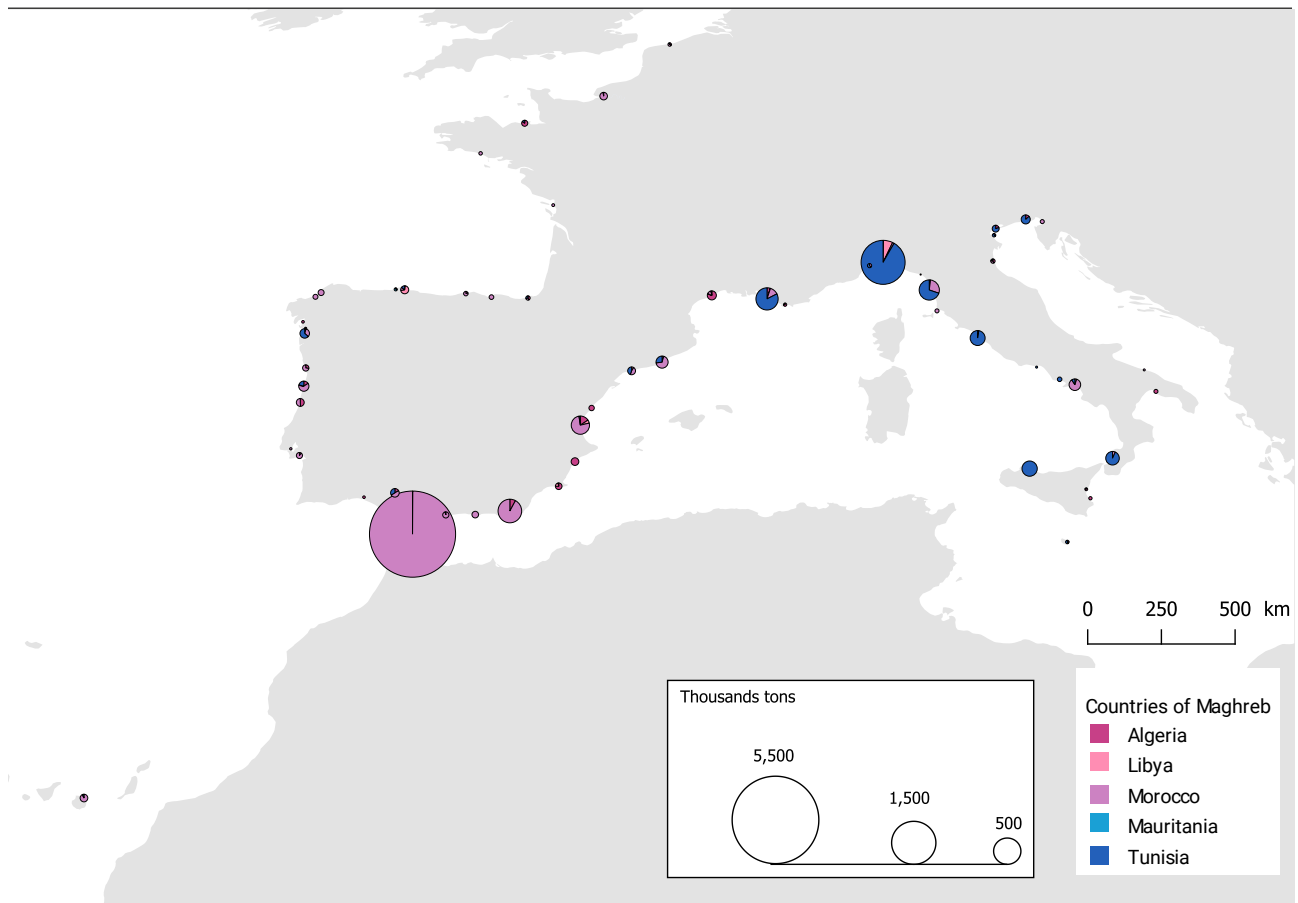 0 250 500 km
Thousands tons
5,500
1,500
500
Countries of Maghreb
Algeria
Libya
Morocco
Mauritania
Tunisia